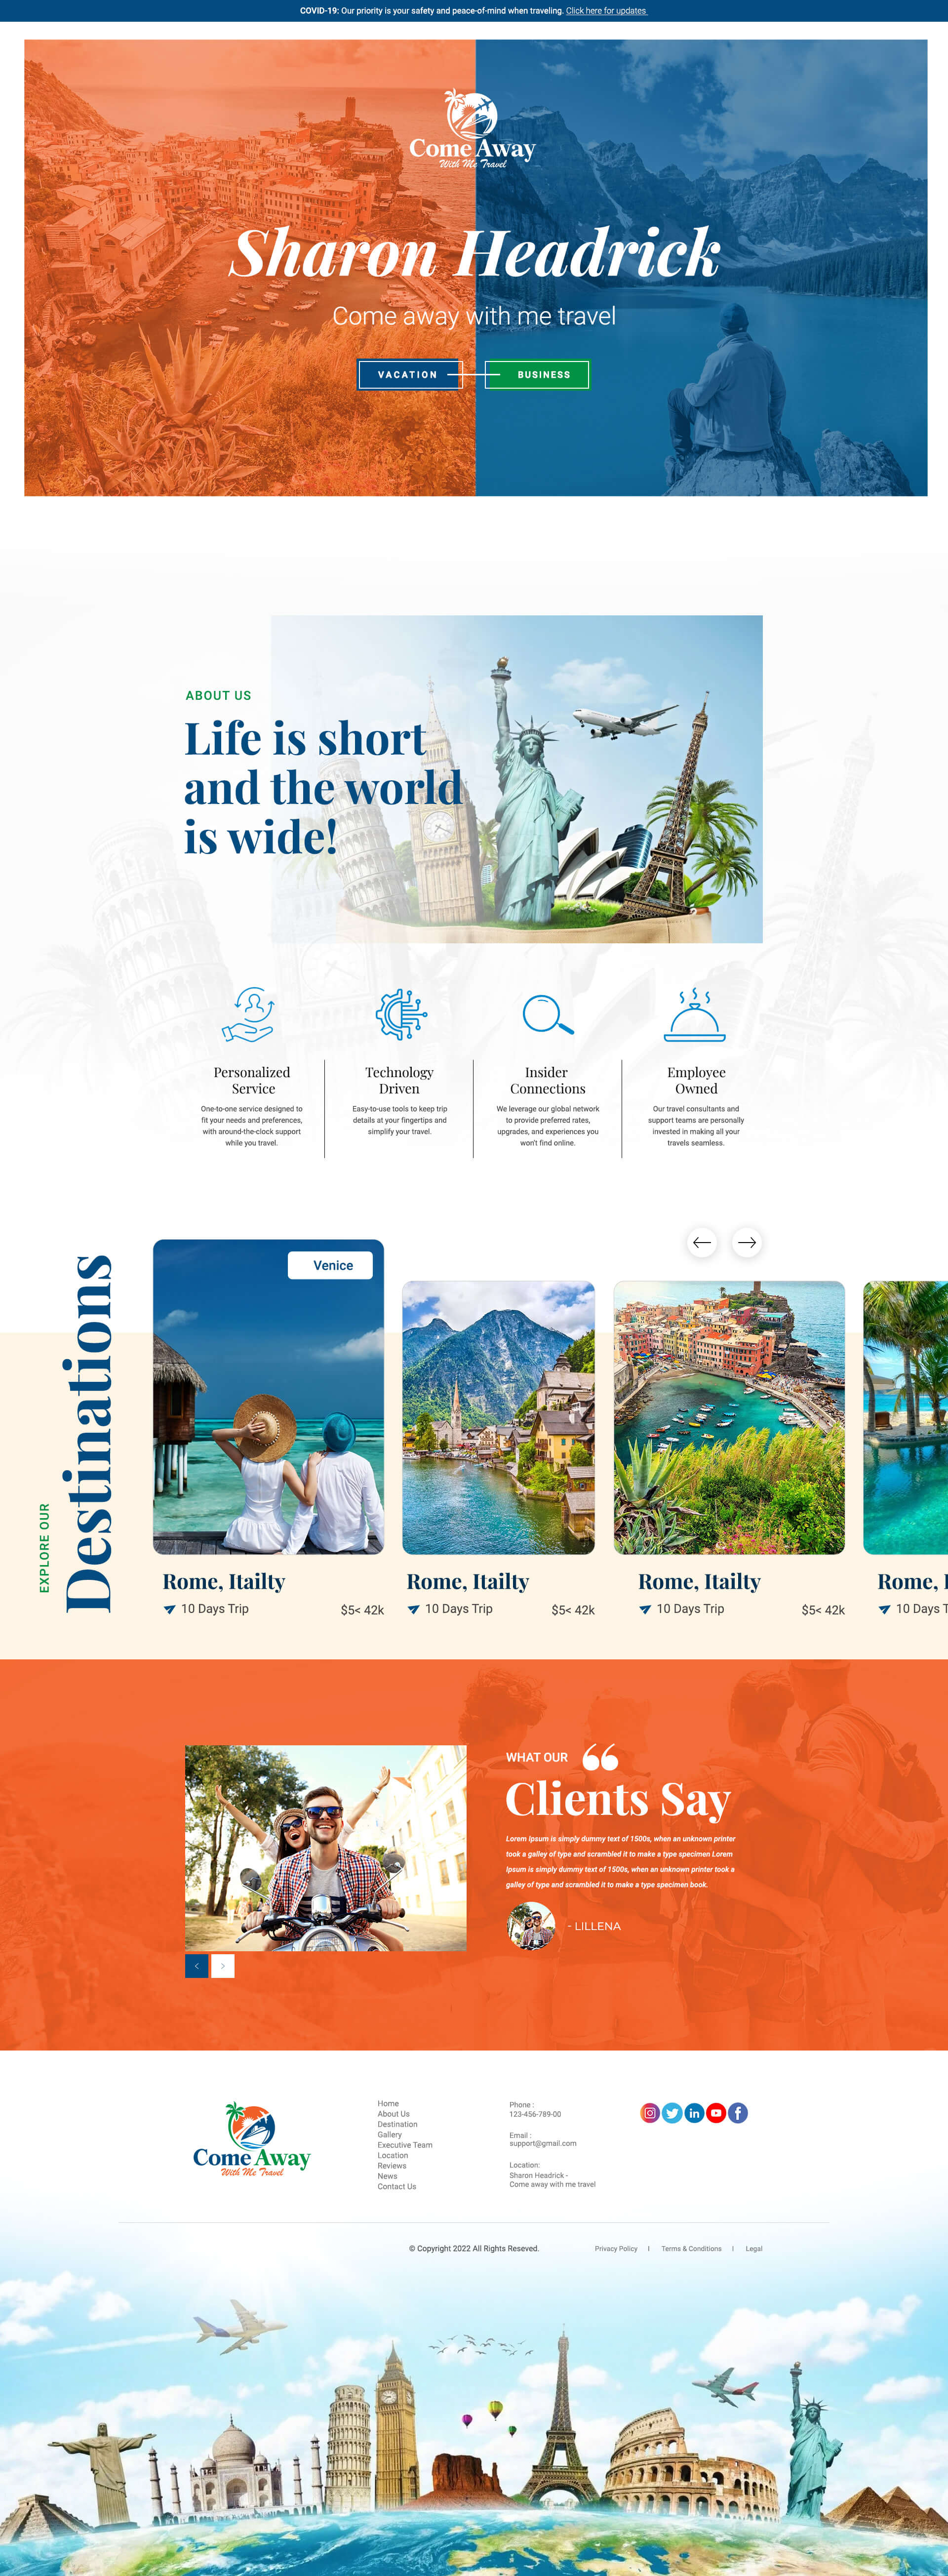 COVID-19: Our priority is your safety and peace-of-mind when traveling. Click here for updates
Come Away
With Me Travel
Sharon Headrick
Come away with me travel
VACATION
BUSINESS
ABOUT US
Life is short
and the world
is wide!
Personalized
Service
One-to-one service designed to
fit your needs and preferences,
with around-the-clock support
while you travel.
Technology
Driven
Easy-to-use tools to keep trip
details at your fingertips and
simplify your travel.
Insider
Connections
We leverage our global network
to provide preferred rates,
upgrades, and experiences you
won't find online.
Employee
Owned
Our travel consultants and
support teams are personally
invested in making all your
travels seamless.
EXPLORE OUR
Destinations
Venice
Rome, Itailty
10 Days Trip
$5< 42k
Rome, Itailty
10 Days Trip
$5< 42k
Rome, Itailty
10 Days Trip
$5< 42k
Rome, I
10 Days T
WHAT OUR
Clients Say
Lorem Ipsum is simply dummy text of 1500s, when an unknown printer
took a galley of type and scrambled it to make a type specimen Lorem
Ipsum is simply dummy text of 1500s, when an unknown printer took a
galley of type and scrambled it to make a type specimen book.
- LILLENA
Come Away
With Me Travel
Home
About Us
Destination
Gallery
Executive Team
Location
Reviews
News
Contact Us
Phone :
123-456-789-00
Email :
support@gmail.com
Location:
Sharon Headrick -
Come away with me travel
© Copyright 2022 All Rights Reseved.
Privacy Policy | Terms & Conditions | Legal